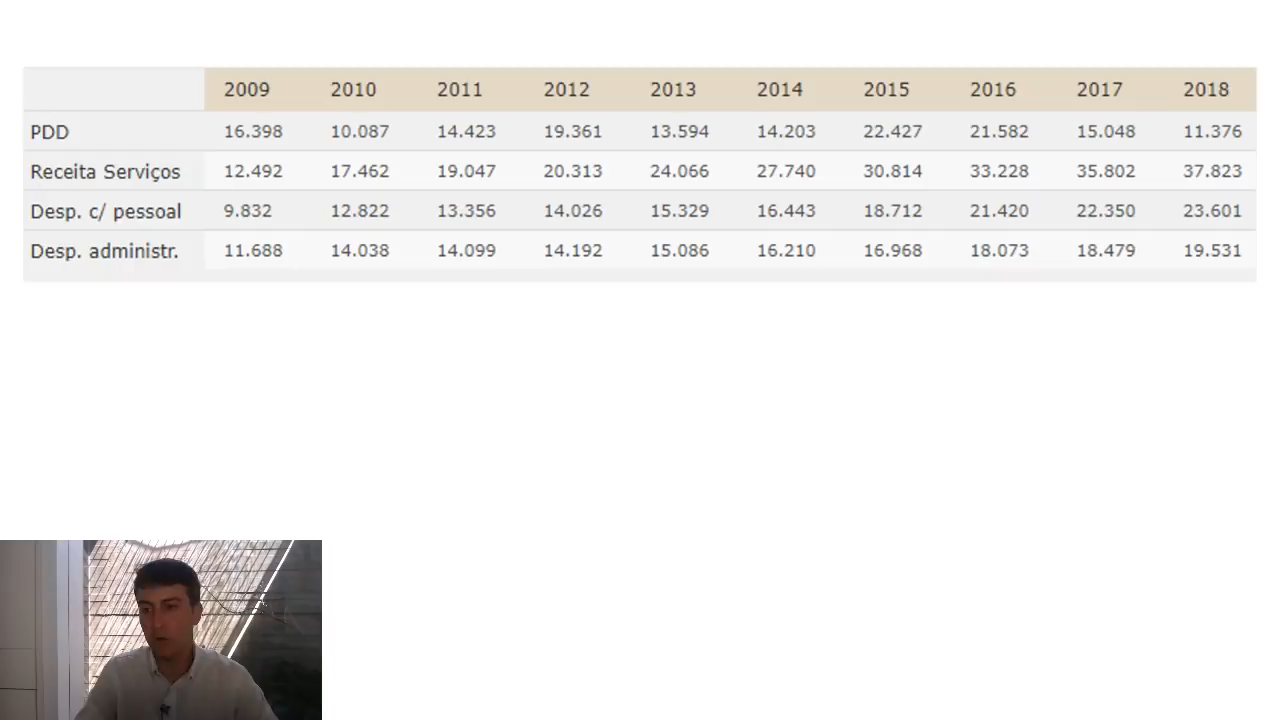 2009 2010 2011 2012 2013 2014 2015 2016 2017 2018
PDD 16.398 10.087 14.423 19.361 13.594 14.203 22.427 21.582 15.048 11.376
Receita Serviços 12.492 17.462 19.047 20.313 24.066 27.740 30.814 33.228 35.802 37.823
Desp. c/ pessoal 9.832 12.822 13.356 14.026 15.329 16.443 18.712 21.420 22.350 23.601
Desp. administr. 11.688 14.038 14.099 14.192 15.086 16.210 16.968 18.073 18.479 19.531